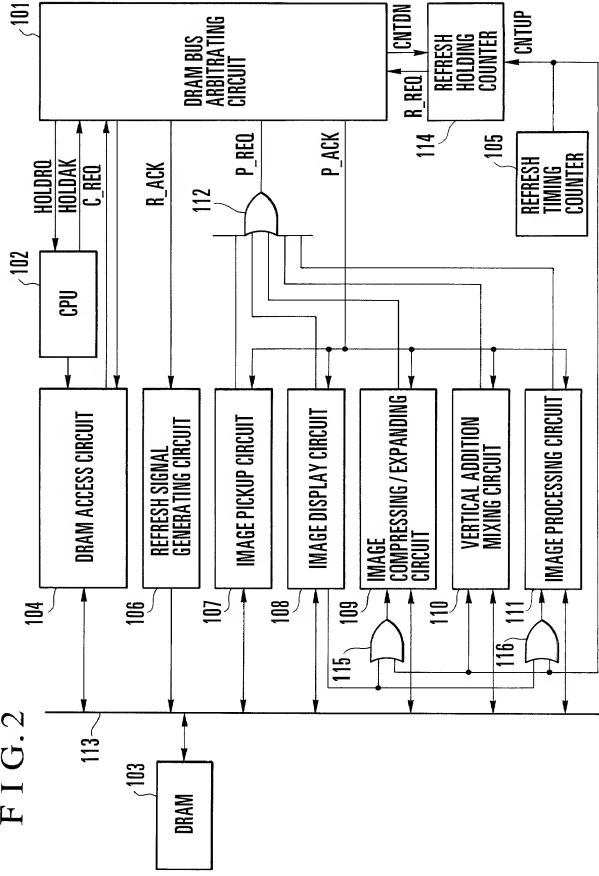 FIG.2
101
DRAM BUS
ARBITRATING
CIRCUIT
CNTDN
R_REQ
REFRESH
HOLDING
COUNTER
114
CNTUP
105
REFRESH
TIMING
COUNTER
HOLDRQ
HOLDAK
C_REQ
R_ACK
P_REQ
P_ACK
112
102
CPU
104
DRAM ACCESS CIRCUIT
106
REFRESH SIGNAL
GENERATING CIRCUIT
107
IMAGE PICKUP CIRCUIT
108
IMAGE DISPLAY CIRCUIT
109
IMAGE
COMPRESSING / EXPANDING
CIRCUIT
110
VERTICAL ADDITION
MIXING CIRCUIT
111
IMAGE PROCESSING CIRCUIT
115
116
113
103
DRAM